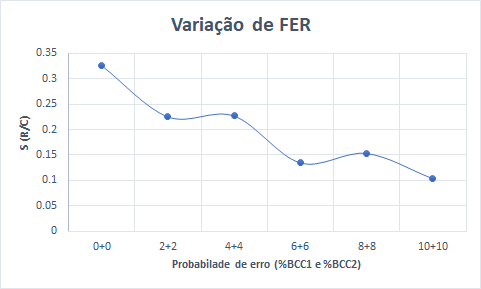 Variação de FER
S (R/C)
0.35
0.3
0.25
0.2
0.15
0.1
0.05
0
0+0 2+2 4+4 6+6 8+8 10+10
Probabilade de erro (%BCC1 e %BCC2)